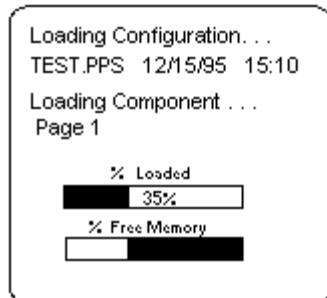 Loading Configuration. . .
TEST.PPS 12/15/95 15:10
Loading Component . . .
Page 1
% Loaded
35%
% Free Memory